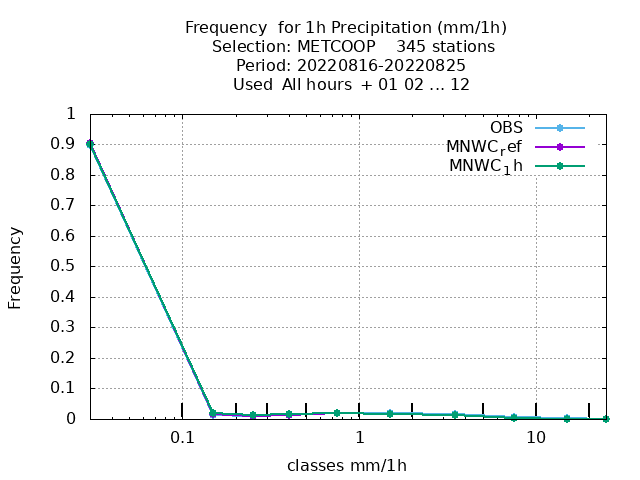 Frequency  for 1h Precipitation (mm/1h)
Selection: METCOOP    345 stations
Period: 20220816-20220825
Used  All hours  + 01 02 ... 12
1
0.9
0.8
0.7
0.6
0.5
0.4
0.3
0.2
0.1
0
Frequency
OBS
MNWCref
MNWC1h
0.1 1 10
classes mm/1h